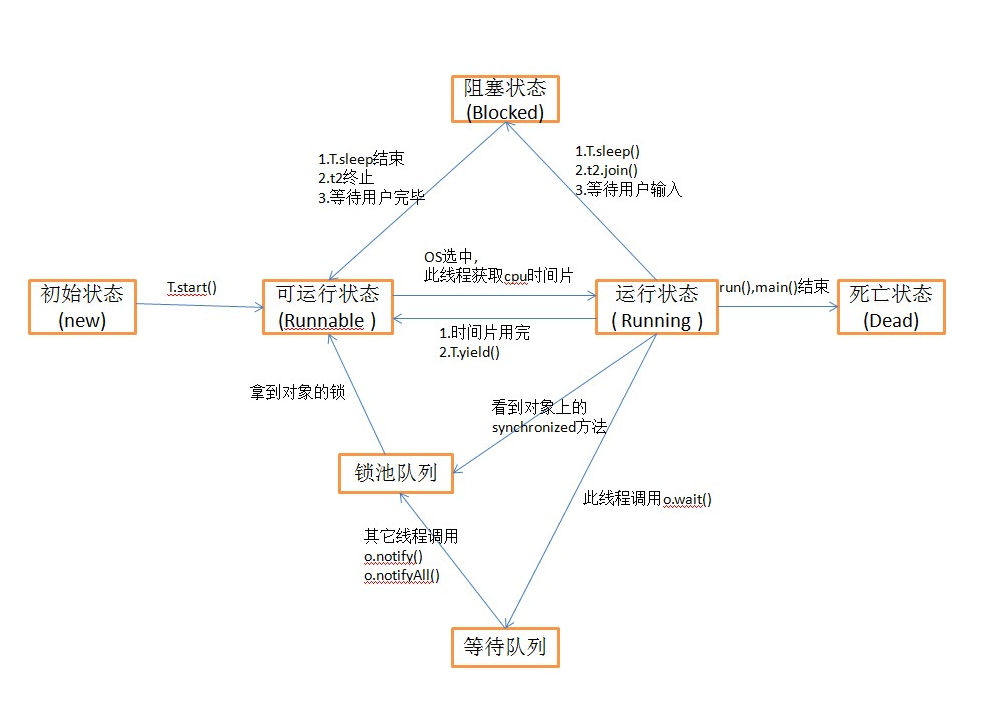 阻塞状态
(Blocked)
1.T.sleep结束
2.t2终止
3.等待用户完毕
1.T.sleep()
2.t2.join()
3.等待用户输入
OS选中,
此线程获取cpu时间片
初始状态
(new)
T.start()
可运行状态
(Runnable )
运行状态
( Running )
run(),main()结束
死亡状态
(Dead)
1.时间片用完
2.T.yield()
拿到对象的锁
看到对象上的
synchronized方法
锁池队列
此线程调用o.wait()
其它线程调用
o.notify()
o.notifyAll()
等待队列